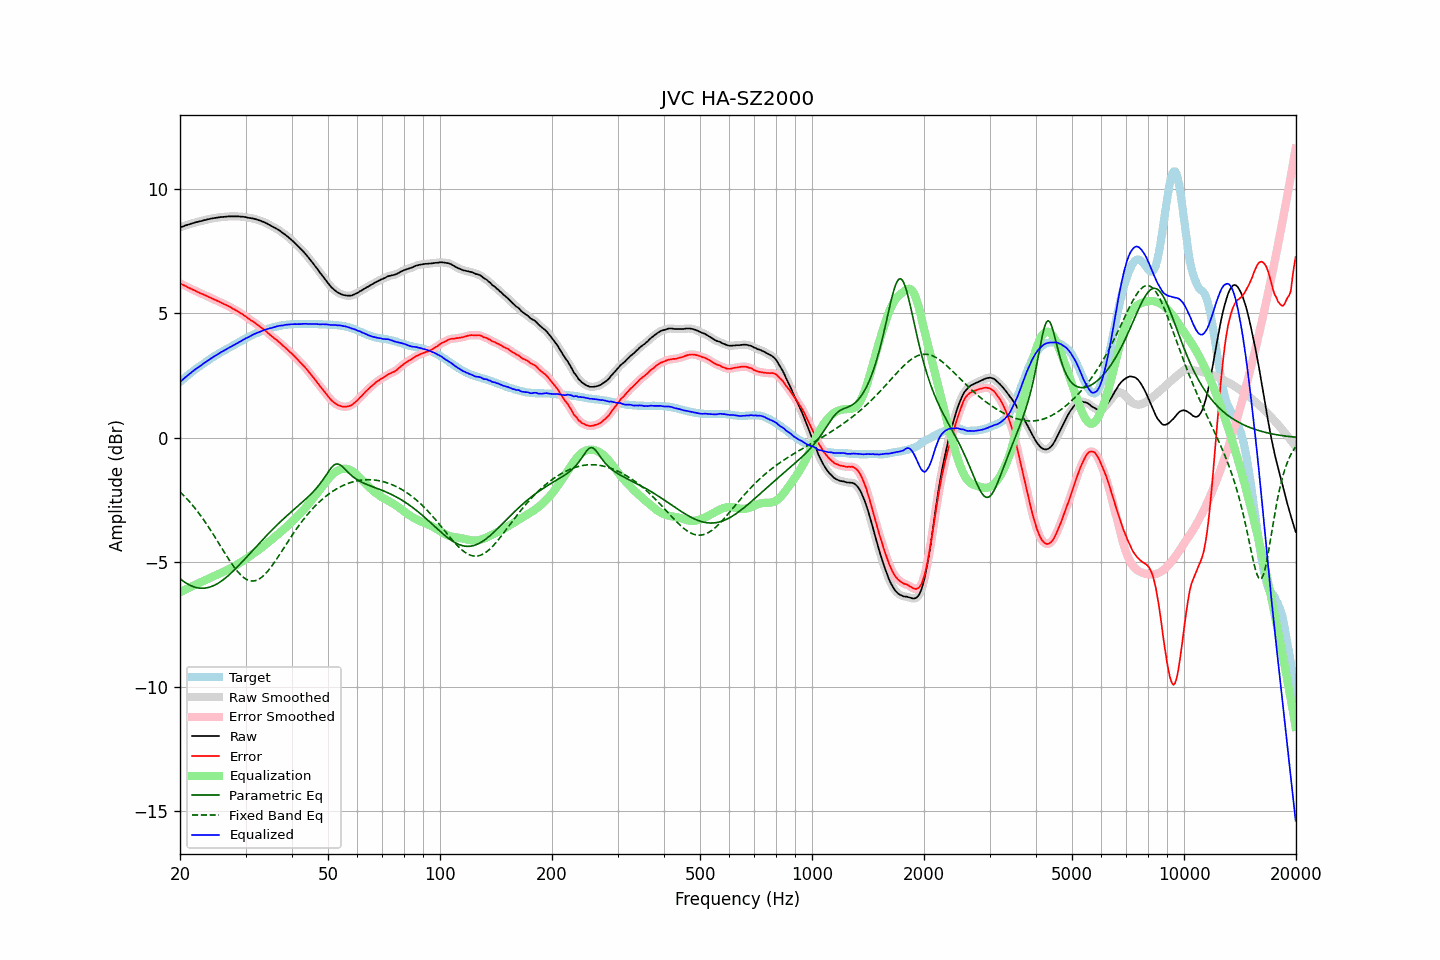 JVC HA-SZ2000
Amplitude (dBr)
10
5
0
−5
−10
−15
Target
Raw Smoothed
Error Smoothed
Raw
Error
Equalization
Parametric Eq
Fixed Band Eq
Equalized
20 50 100 200 500 1000 2000 5000 10000 20000
Frequency (Hz)